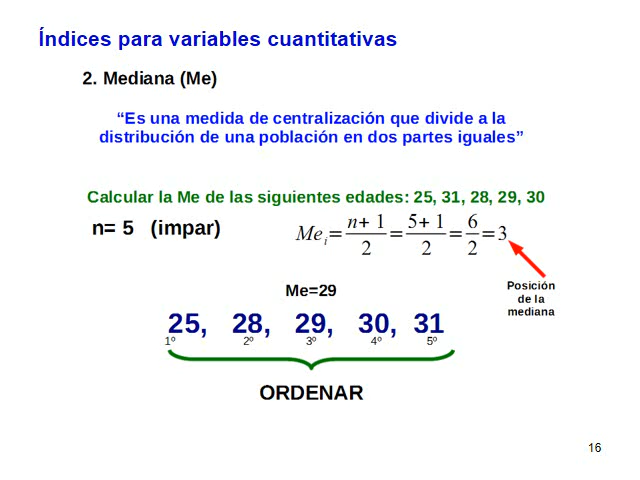 Índices para variables cuantitativas
2. Mediana (Me)
“Es una medida de centralización que divide a la
distribución de una población en dos partes iguales”
Calcular la Me de las siguientes edades: 25, 31, 28, 29, 30
n= 5 (impar)
Me_i = (n+1)/2 = (5+1)/2 = 6/2 = 3
Posición
de la
mediana
Me=29
25, 28, 29, 30, 31
1º 2º 3º 4º 5º
ORDENAR
16